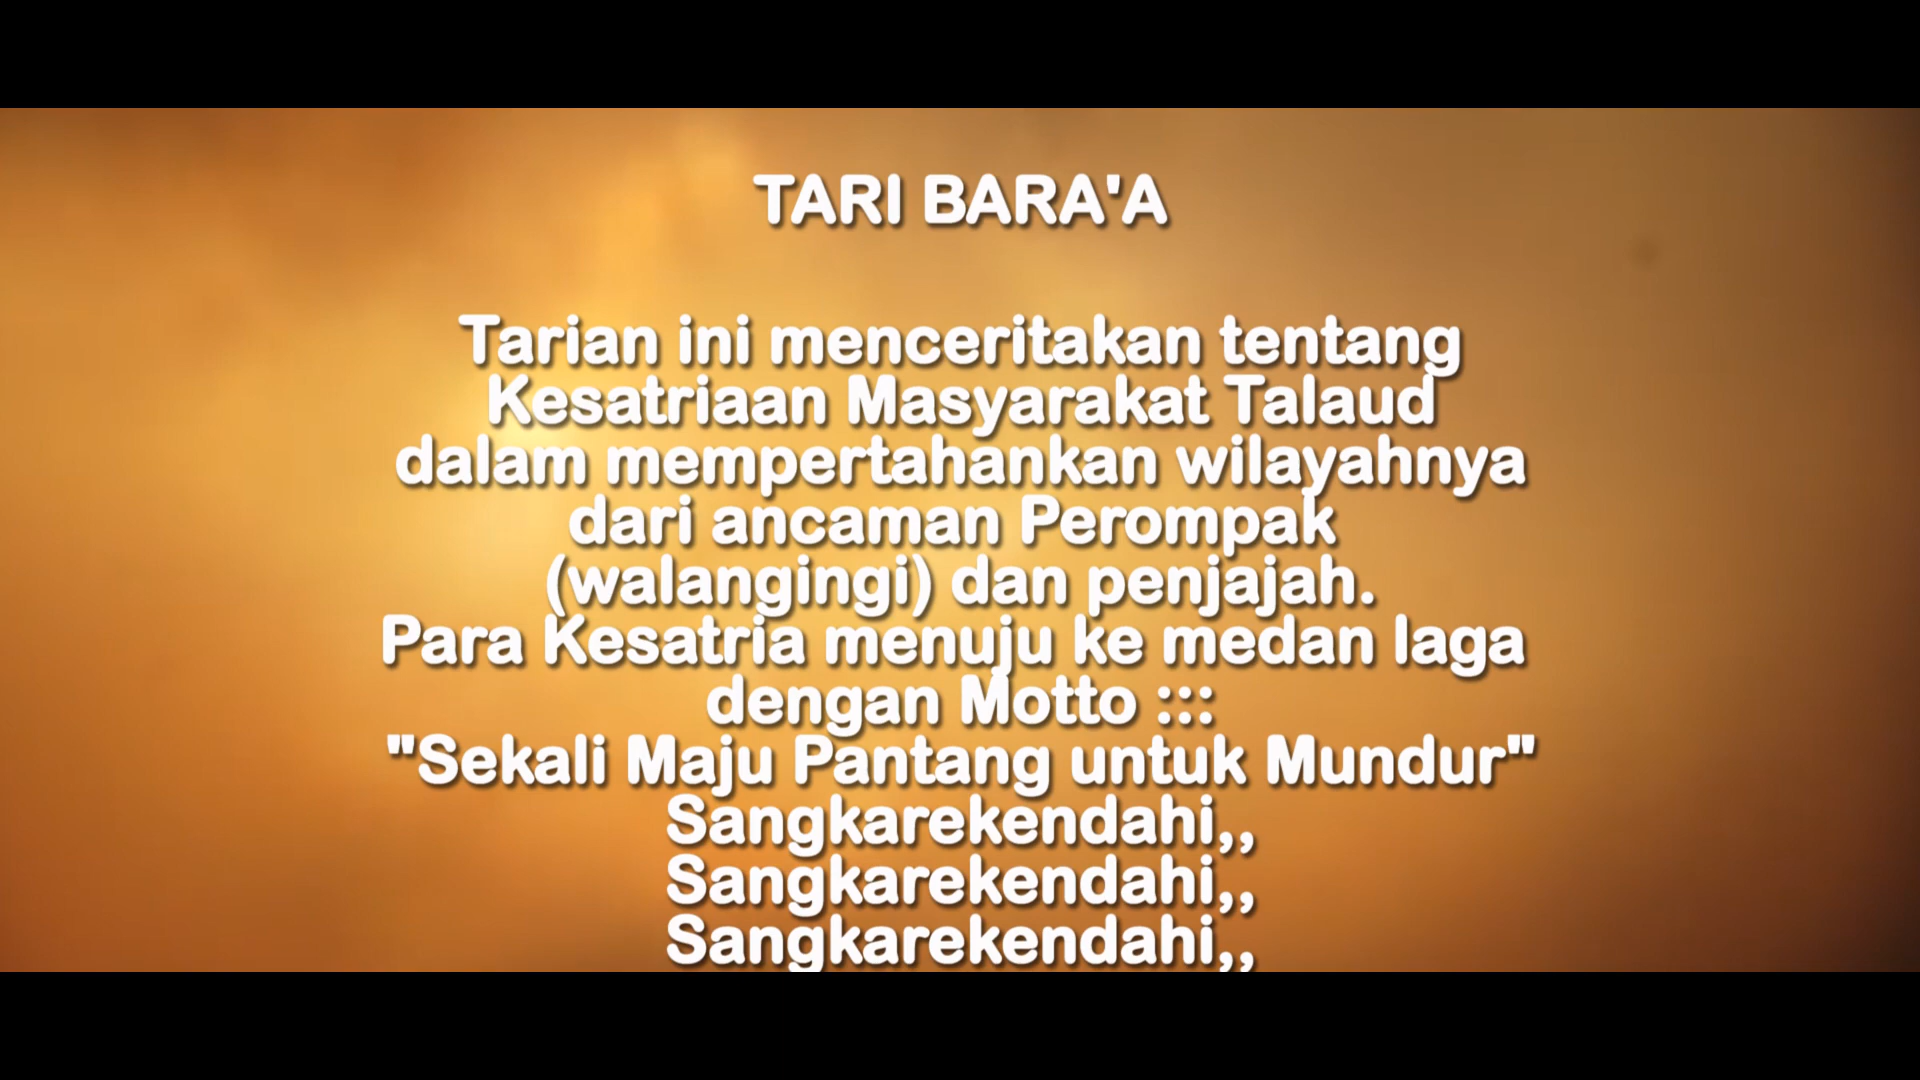 TARI BARA'A
Tarian ini menceritakan tentang
Kesatriaan Masyarakat Talaud
dalam mempertahankan wilayahnya
dari ancaman Perompak
(walangingi) dan penjajah.
Para Kesatria menuju ke medan laga
dengan Motto :::
"Sekali Maju Pantang untuk Mundur"
Sangkarekendahi,,
Sangkarekendahi,,
Sangkarekendahi,,